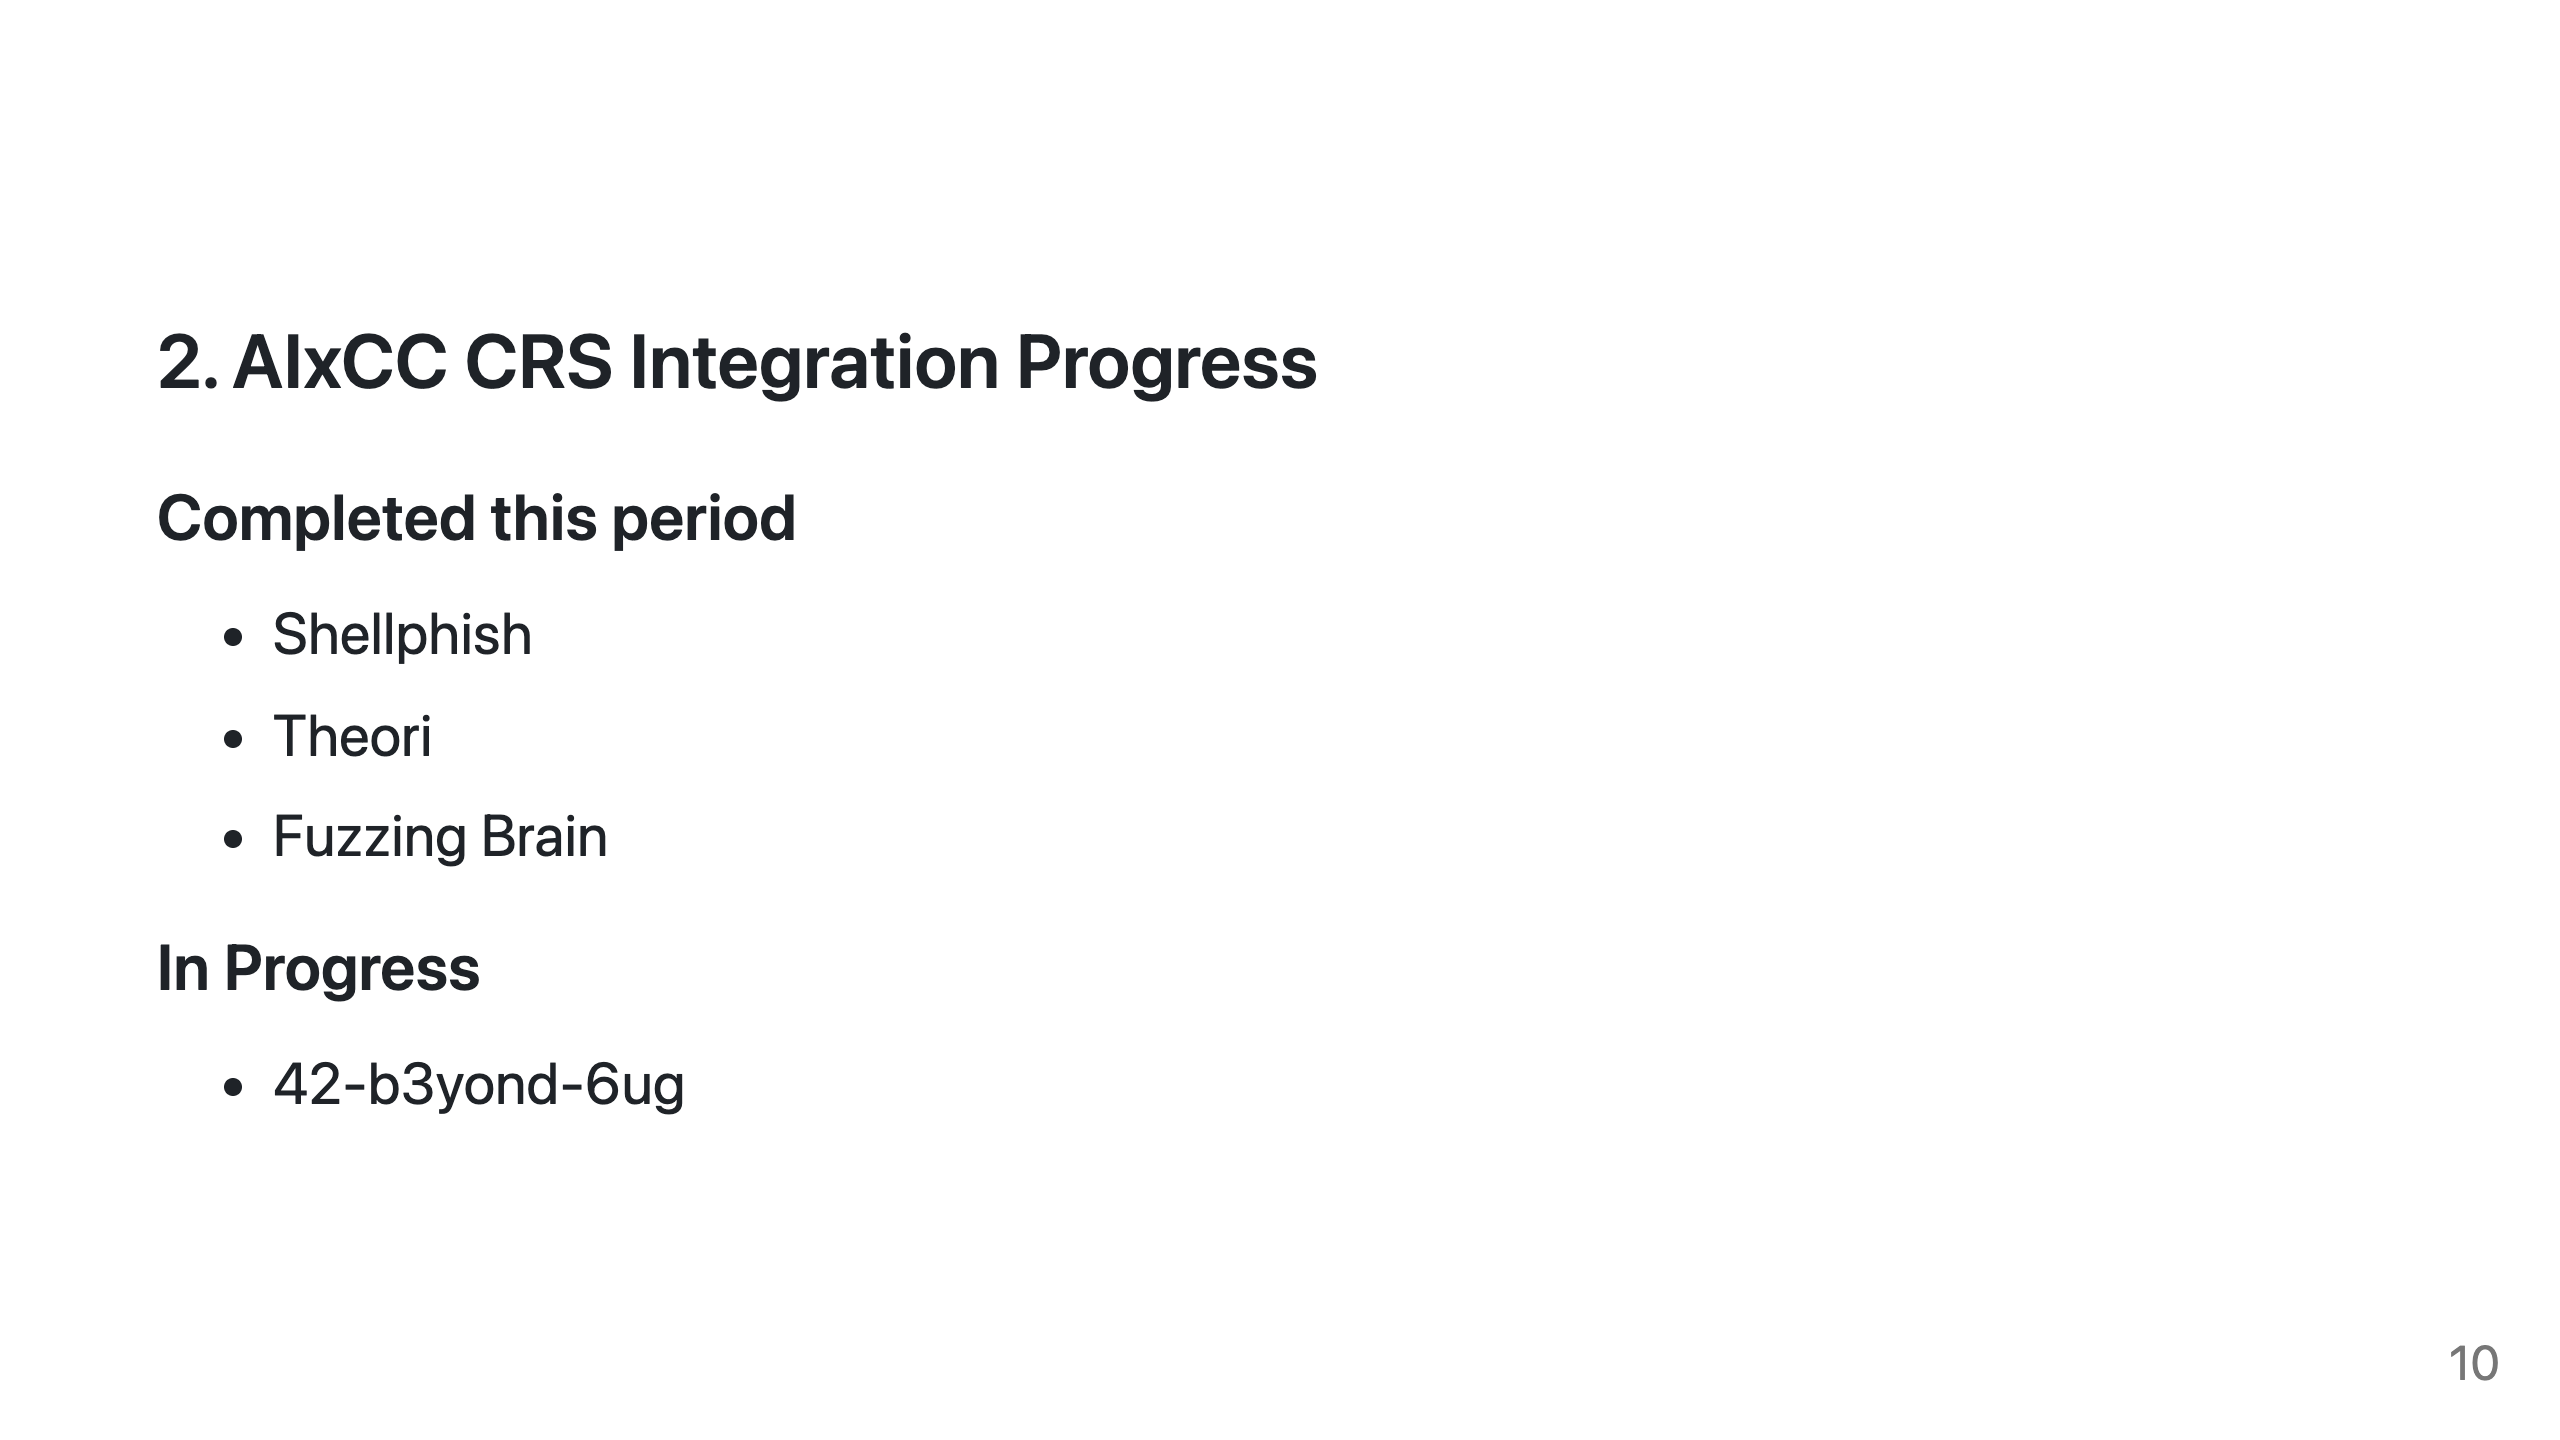 2. AIxCC CRS Integration Progress
Completed this period
• Shellphish
• Theori
• Fuzzing Brain
In Progress
• 42-b3yond-6ug
10